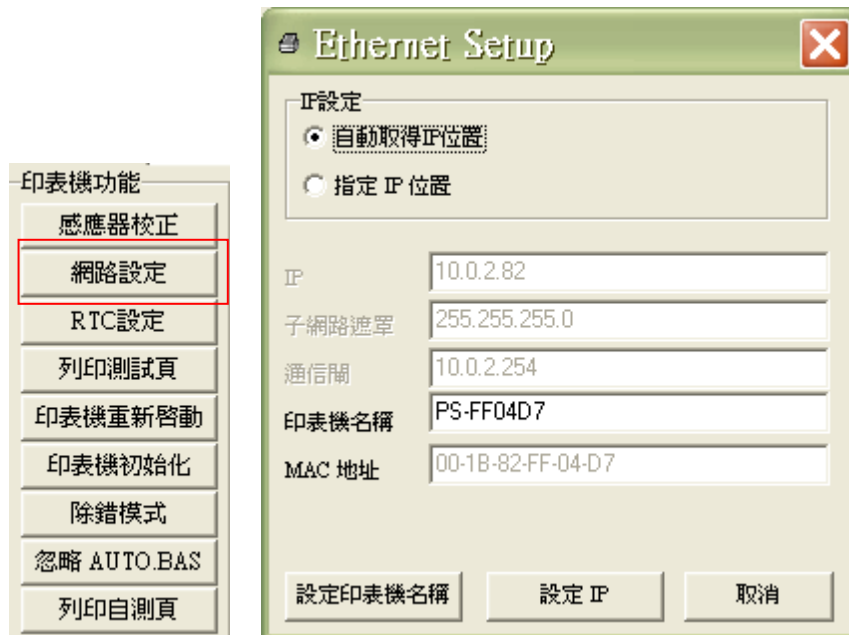 印表機功能
感應器校正
網路設定
RTC設定
列印測試頁
印表機重新啓動
印表機初始化
除錯模式
忽略 AUTO.BAS
列印自測頁
Ethernet Setup
IP設定
自動取得IP位置
指定 IP 位置
IP 10.0.2.82
子網路遮罩 255.255.255.0
通信閘 10.0.2.254
印表機名稱 PS-FF04D7
MAC 地址 00-1B-82-FF-04-D7
設定印表機名稱 設定 IP 取消